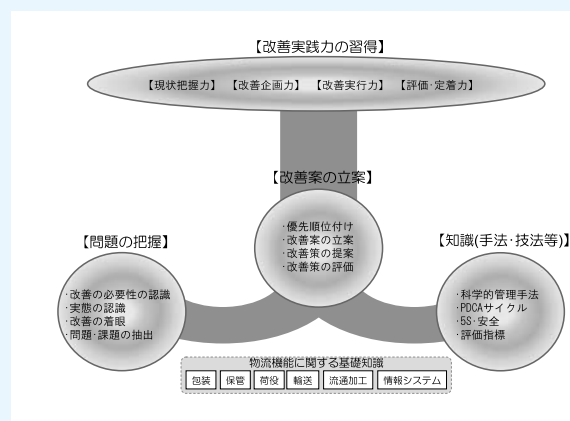 【改善実践力の習得】
【現状把握力】 【改善企画力】 【改善実行力】 【評価･定着力】
【改善案の立案】
･優先順位付け
･改善案の立案
･改善策の提案
･改善策の評価
【問題の把握】
･改善の必要性の認識
･実態の認識
･改善の着眼
･問題･課題の抽出
【知識(手法･技法等)】
･科学的管理手法
･PDCAサイクル
･5S･安全
･評価指標
物流機能に関する基礎知識
包装 保管 荷役 輸送 流通加工 情報システム